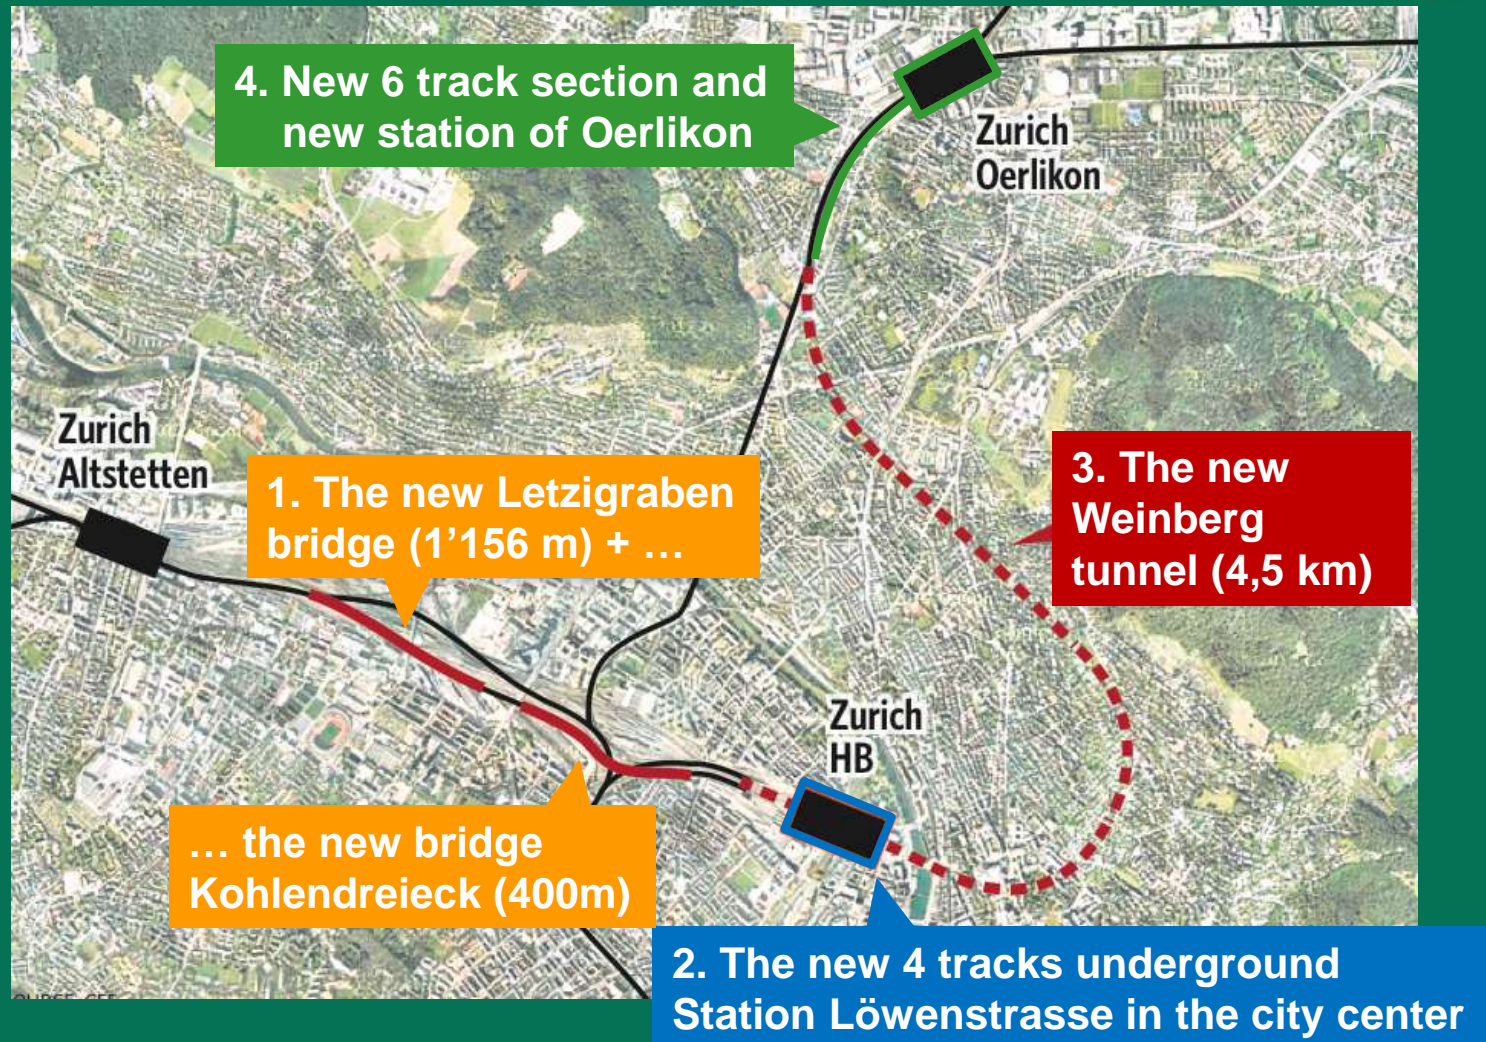 4. New 6 track section and
new station of Oerlikon
Zurich
Oerlikon
Zurich
Altstetten
1. The new Letzigraben
bridge (1’156 m) + …
3. The new
Weinberg
tunnel (4,5 km)
Zurich
HB
… the new bridge
Kohlendreieck (400m)
2. The new 4 tracks underground
Station Löwenstrasse in the city center